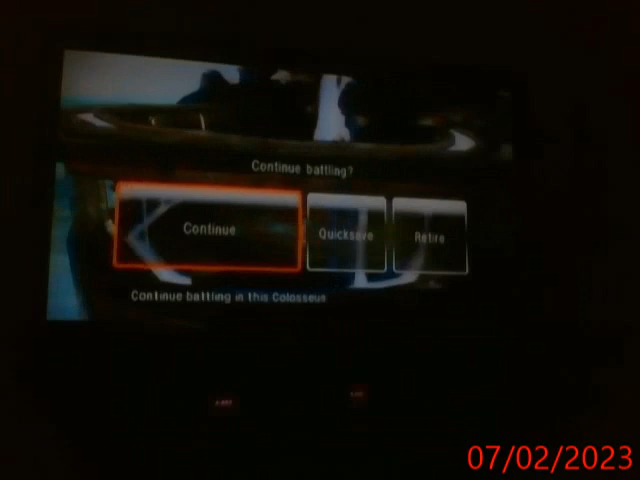 Continue battling?
Continue
Quicksave
Retire
Continue battling in this Colosseum
07/02/2023